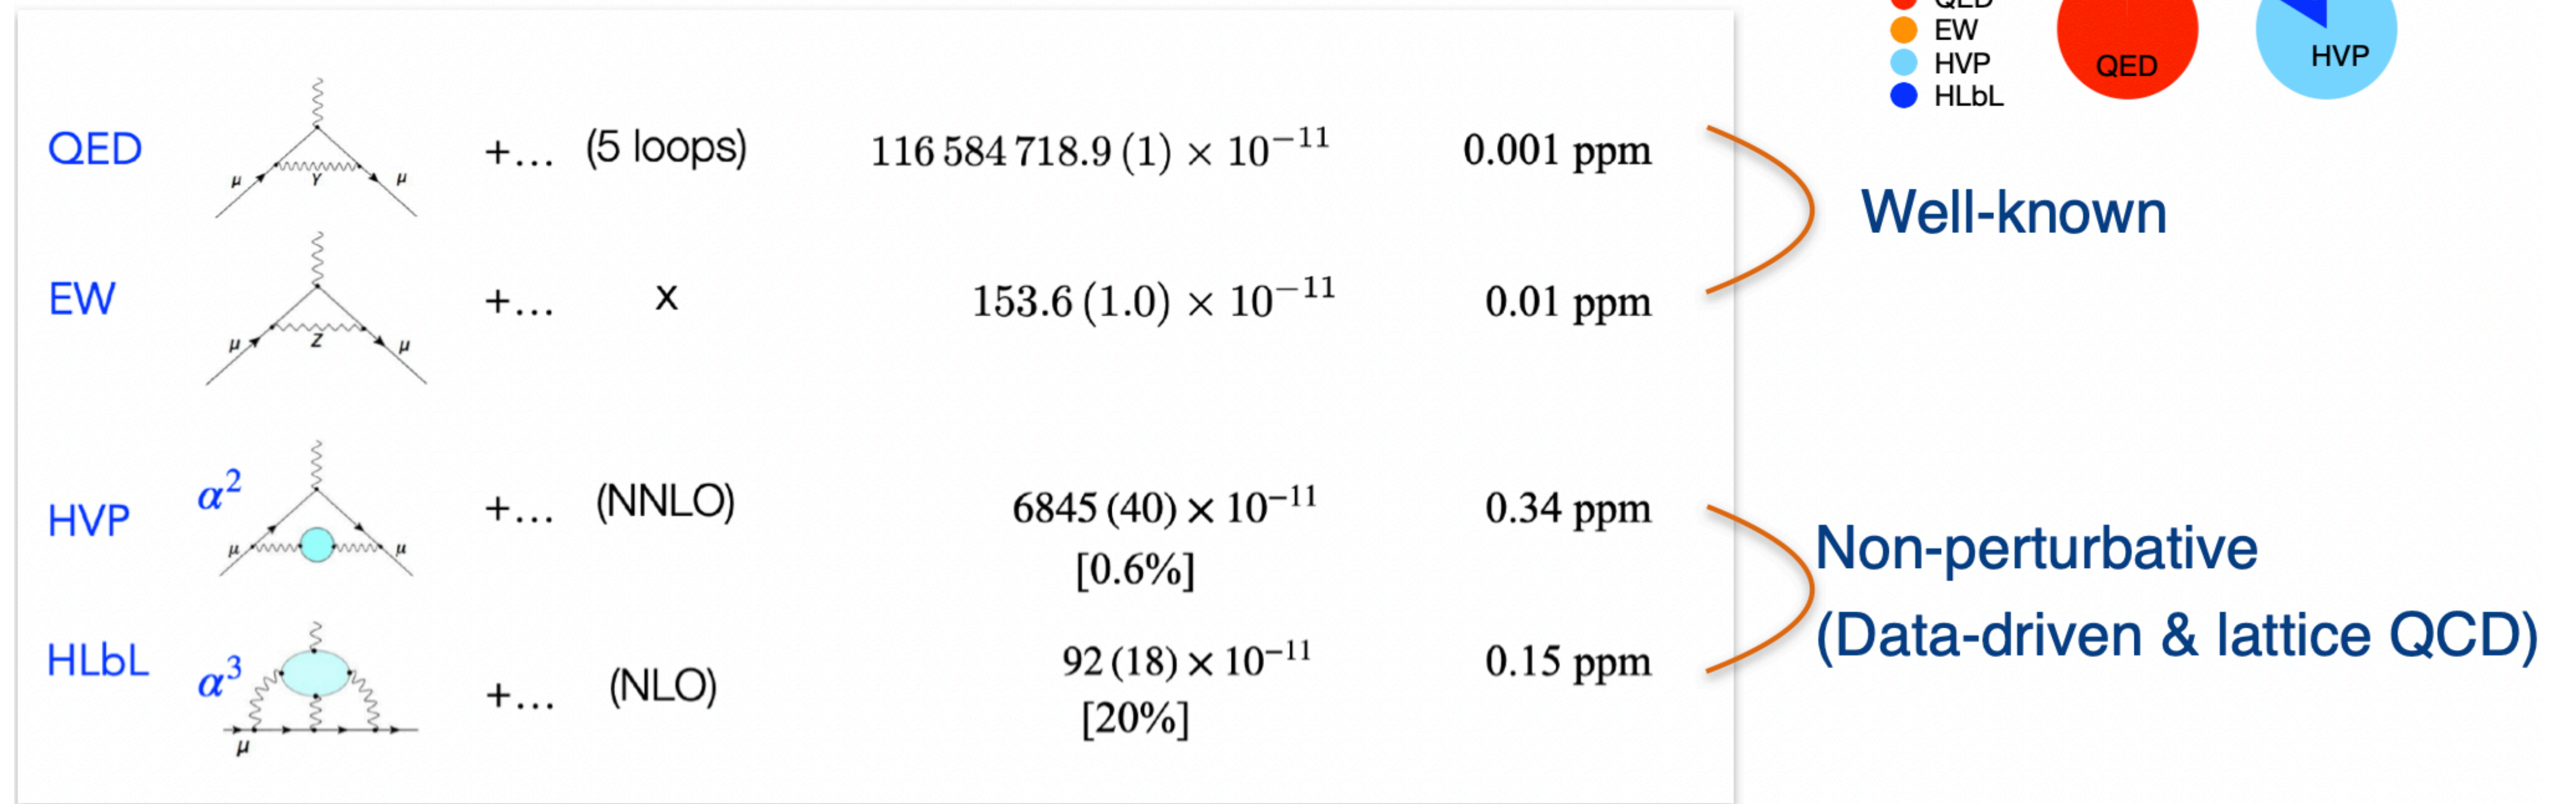 QED
EW
HVP
HLbL
QED
HVP
QED
μ γ μ
+... (5 loops)
116 584 718.9 (1) × 10⁻¹¹
0.001 ppm
Well-known
EW
μ Z μ
+... x
153.6 (1.0) × 10⁻¹¹
0.01 ppm
HVP
α²
μ μ
+... (NNLO)
6845 (40) × 10⁻¹¹
[0.6%]
0.34 ppm
Non-perturbative
(Data-driven & lattice QCD)
HLbL
α³
μ
+... (NLO)
92 (18) × 10⁻¹¹
[20%]
0.15 ppm